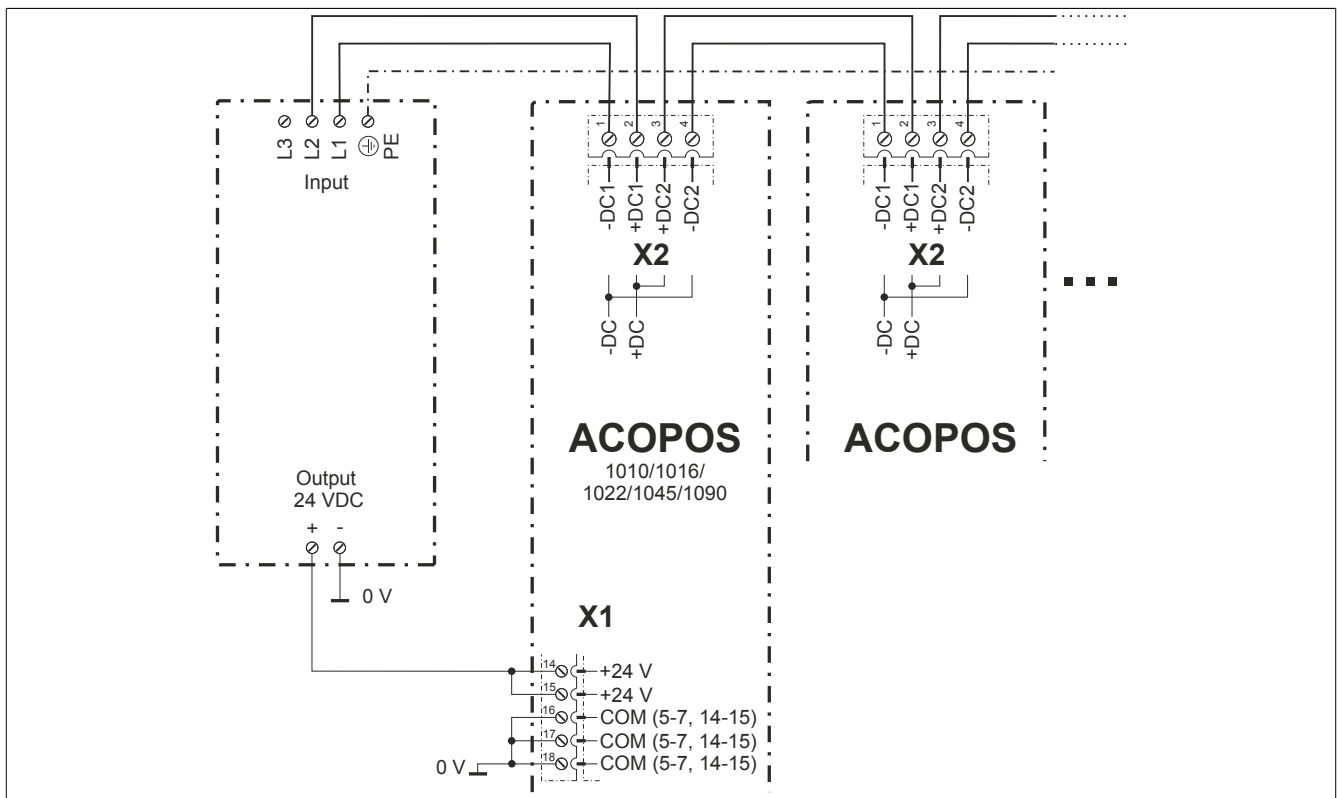 L3
L2
L1
PE
Input
Output
24 VDC
+ -
0 V
1 2 3 4
-DC1
+DC1
+DC2
-DC2
X2
-DC
+DC
ACOPOS
1010/1016/
1022/1045/1090
X1
14 +24 V
15 +24 V
16 COM (5-7, 14-15)
17 COM (5-7, 14-15)
18 COM (5-7, 14-15)
0 V
1 2 3 4
-DC1
+DC1
+DC2
-DC2
X2
-DC
+DC
ACOPOS